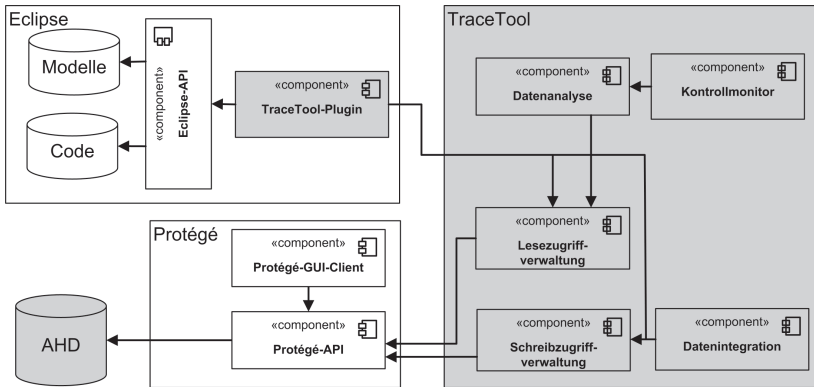 Eclipse
Modelle
Code
«component»
Eclipse-API
«component»
TraceTool-Plugin
TraceTool
«component»
Datenanalyse
«component»
Kontrollmonitor
«component»
Lesezugriff-
verwaltung
«component»
Schreibzugriff-
verwaltung
«component»
Datenintegration
Protégé
«component»
Protégé-GUI-Client
«component»
Protégé-API
AHD